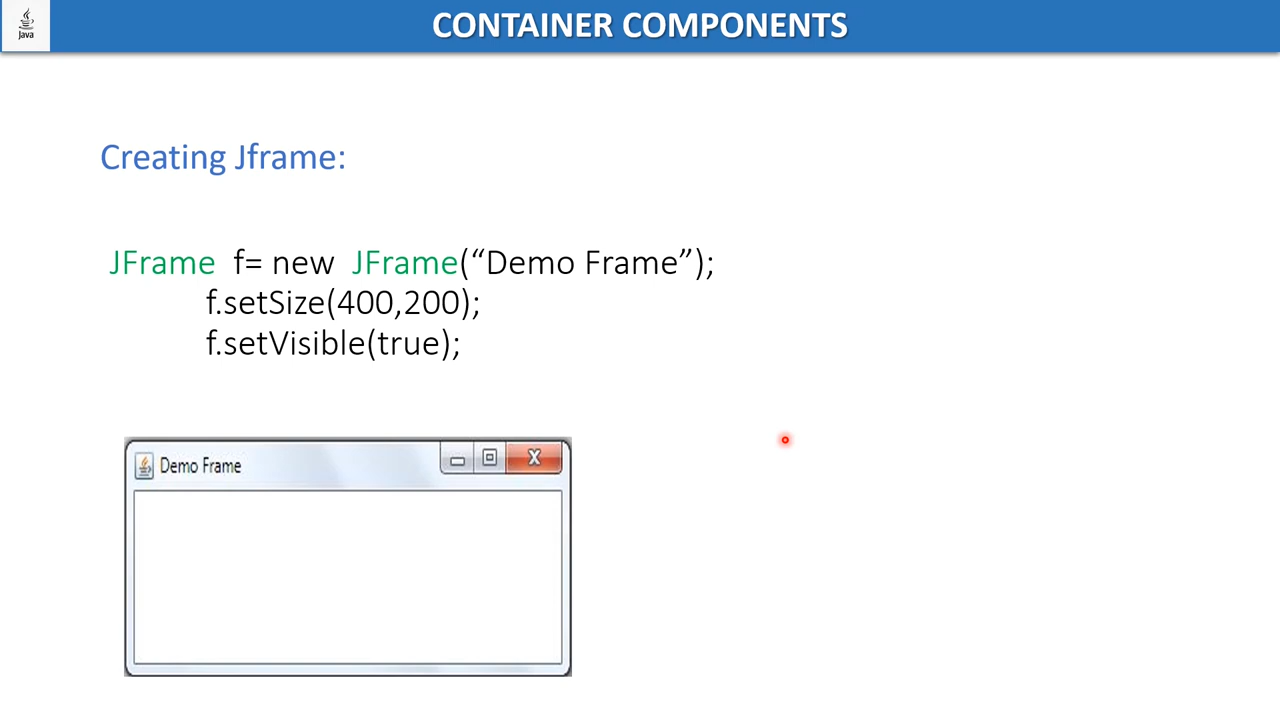 Java
CONTAINER COMPONENTS
Creating Jframe:
JFrame f= new JFrame(“Demo Frame”);
f.setSize(400,200);
f.setVisible(true);
Demo Frame
X